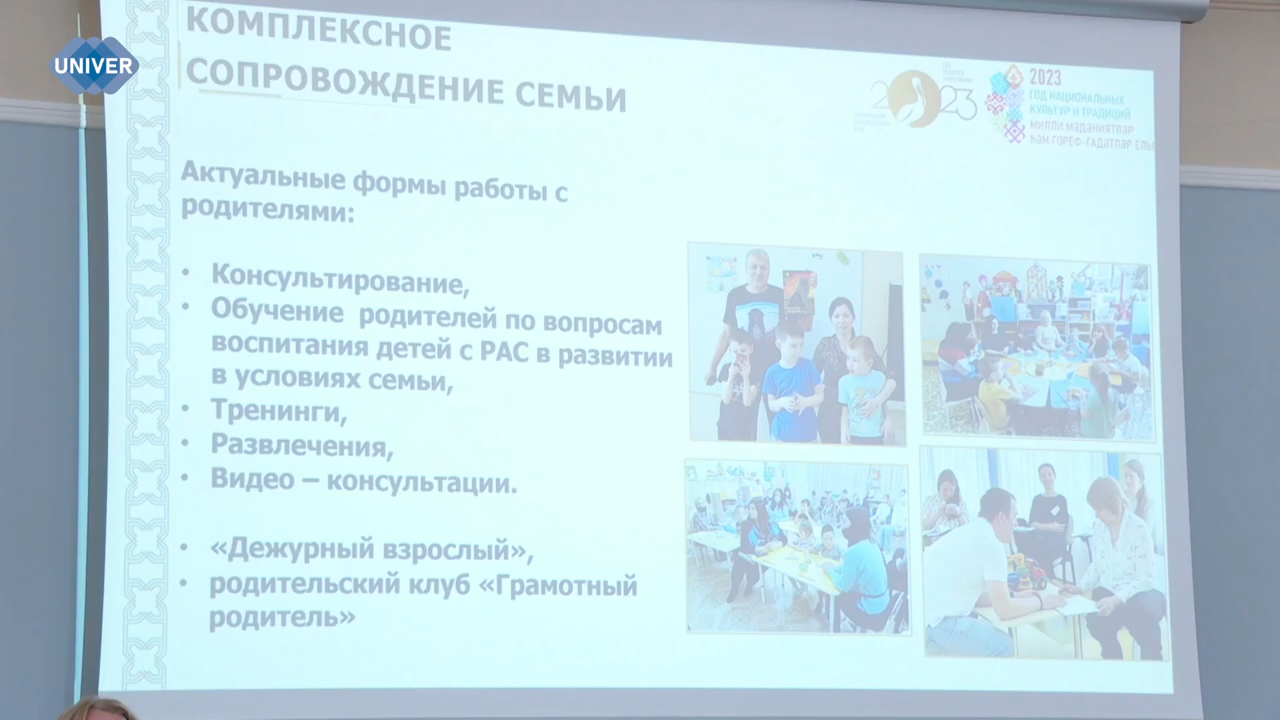 КОМПЛЕКСНОЕ
СОПРОВОЖДЕНИЕ СЕМЬИ
UNIVER
2023
2023
ГОД НАЦИОНАЛЬНЫХ
КУЛЬТУР И ТРАДИЦИЙ
МИЛЛИ МӘДӘНИЯТЛӘР
ҺӘМ ГОРЕФ-ГАДӘТЛӘР ЕЛЫ
Актуальные формы работы с
родителями:
• Консультирование,
• Обучение родителей по вопросам
воспитания детей с РАС в развитии
в условиях семьи,
• Тренинги,
• Развлечения,
• Видео – консультации.
• «Дежурный взрослый»,
• родительский клуб «Грамотный
родитель»